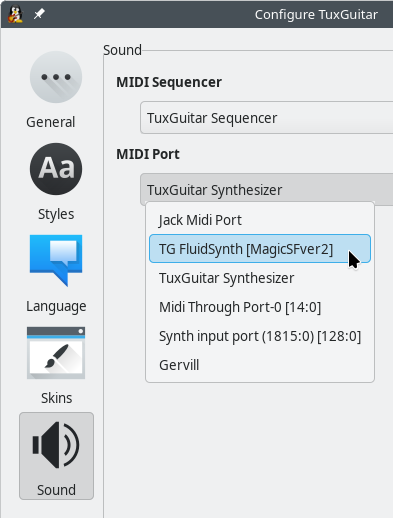 Configure TuxGuitar
General
Aa
Styles
Language
Skins
Sound
Sound
MIDI Sequencer
TuxGuitar Sequencer
MIDI Port
TuxGuitar Synthesizer
Jack Midi Port
TG FluidSynth [MagicSFver2]
TuxGuitar Synthesizer
Midi Through Port-0 [14:0]
Synth input port (1815:0) [128:0]
Gervill